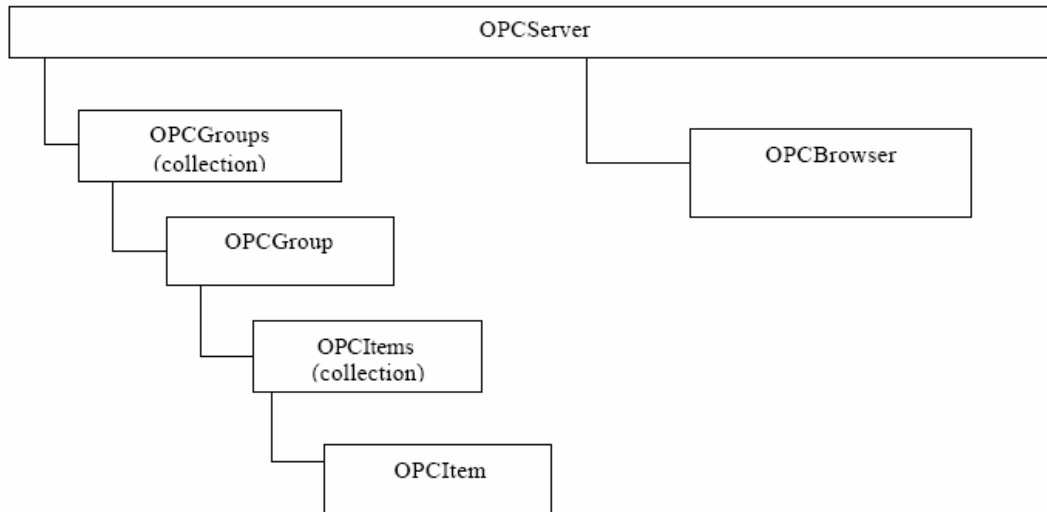 OPCServer
OPCGroups
(collection)
OPCBrowser
OPCGroup
OPCItems
(collection)
OPCItem